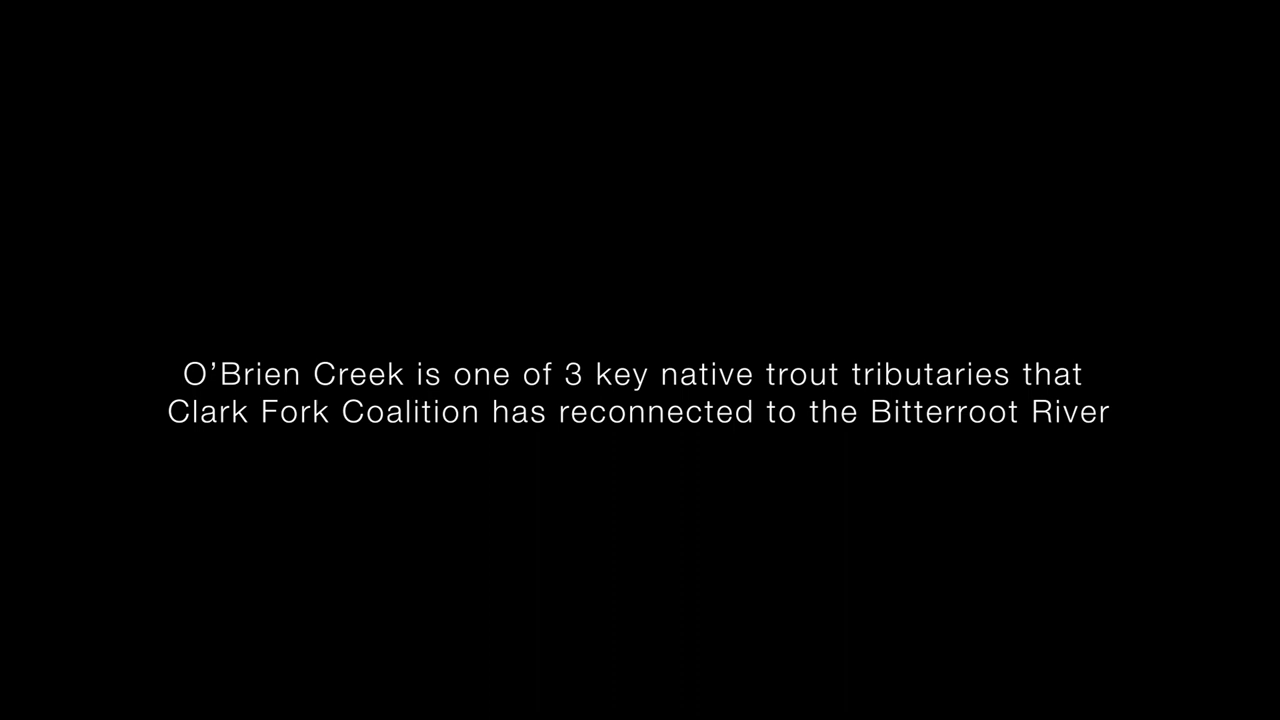 O’Brien Creek is one of 3 key native trout tributaries that
Clark Fork Coalition has reconnected to the Bitterroot River